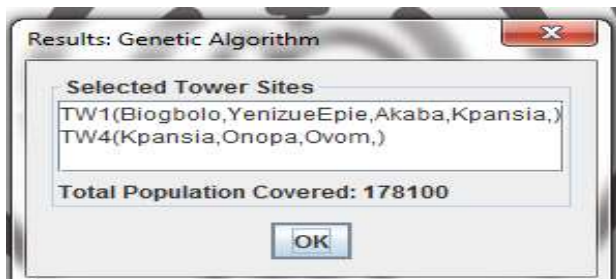 Results: Genetic Algorithm
Selected Tower Sites
TW1(Biogbolo,YenizueEpie,Akaba,Kpansia,)
TW4(Kpansia,Onopa,Ovom,)
Total Population Covered: 178100
OK